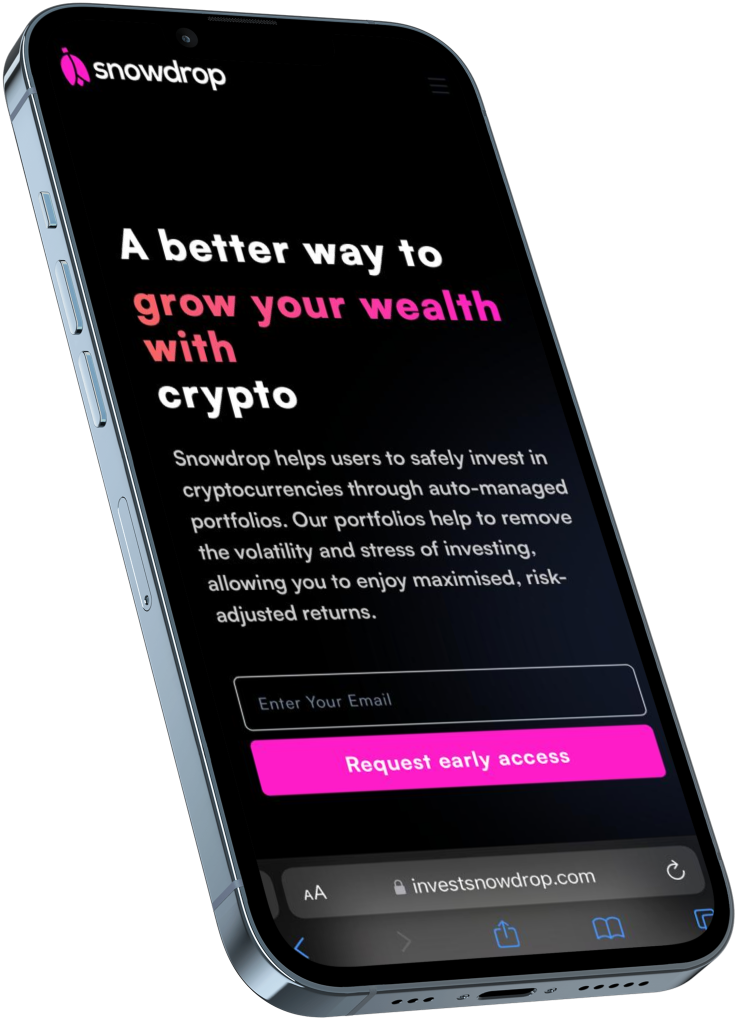 snowdrop
A better way to
grow your wealth
with
crypto
Snowdrop helps users to safely invest in
cryptocurrencies through auto-managed
portfolios. Our portfolios help to remove
the volatility and stress of investing,
allowing you to enjoy maximised, risk-
adjusted returns.
Enter Your Email
Request early access
AA investsnowdrop.com